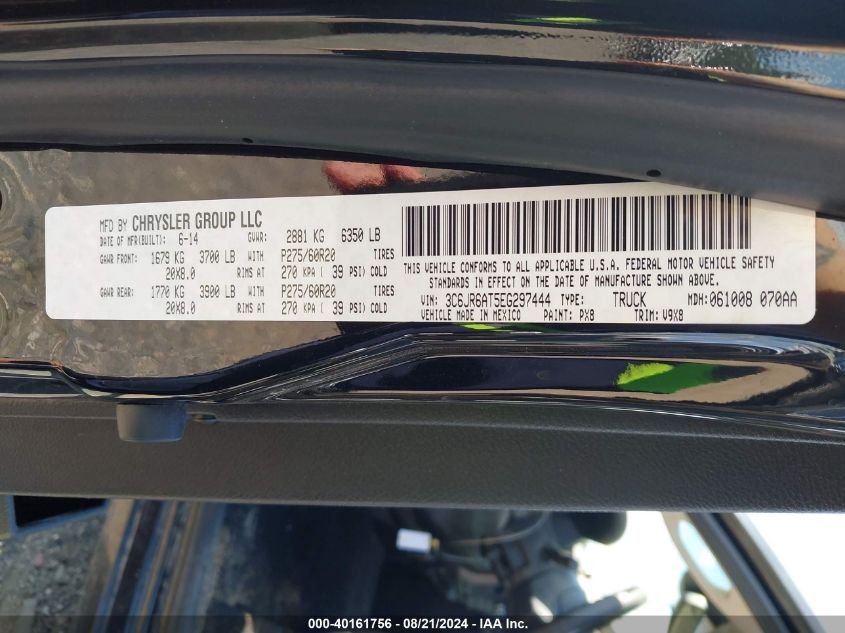 MFD BY CHRYSLER GROUP LLC
DATE OF MFR(BUILT): 6-14 GVWR: 2881 KG 6350 LB
GAWR FRONT: 1679 KG 3700 LB WITH P275/60R20 TIRES
20X8.0 RIMS AT 270 KPA ( 39 PSI) COLD
GAWR REAR: 1770 KG 3900 LB WITH P275/60R20 TIRES
20X8.0 RIMS AT 270 KPA ( 39 PSI) COLD
THIS VEHICLE CONFORMS TO ALL APPLICABLE U.S.A. FEDERAL MOTOR VEHICLE SAFETY
STANDARDS IN EFFECT ON THE DATE OF MANUFACTURE SHOWN ABOVE.
VIN: 3C6JR6AT5EG297444 TYPE: TRUCK MDH:061008 070AA
VEHICLE MADE IN MEXICO PAINT: PX8 TRIM: V9X8
000-40161756 - 08/21/2024 - IAA Inc.